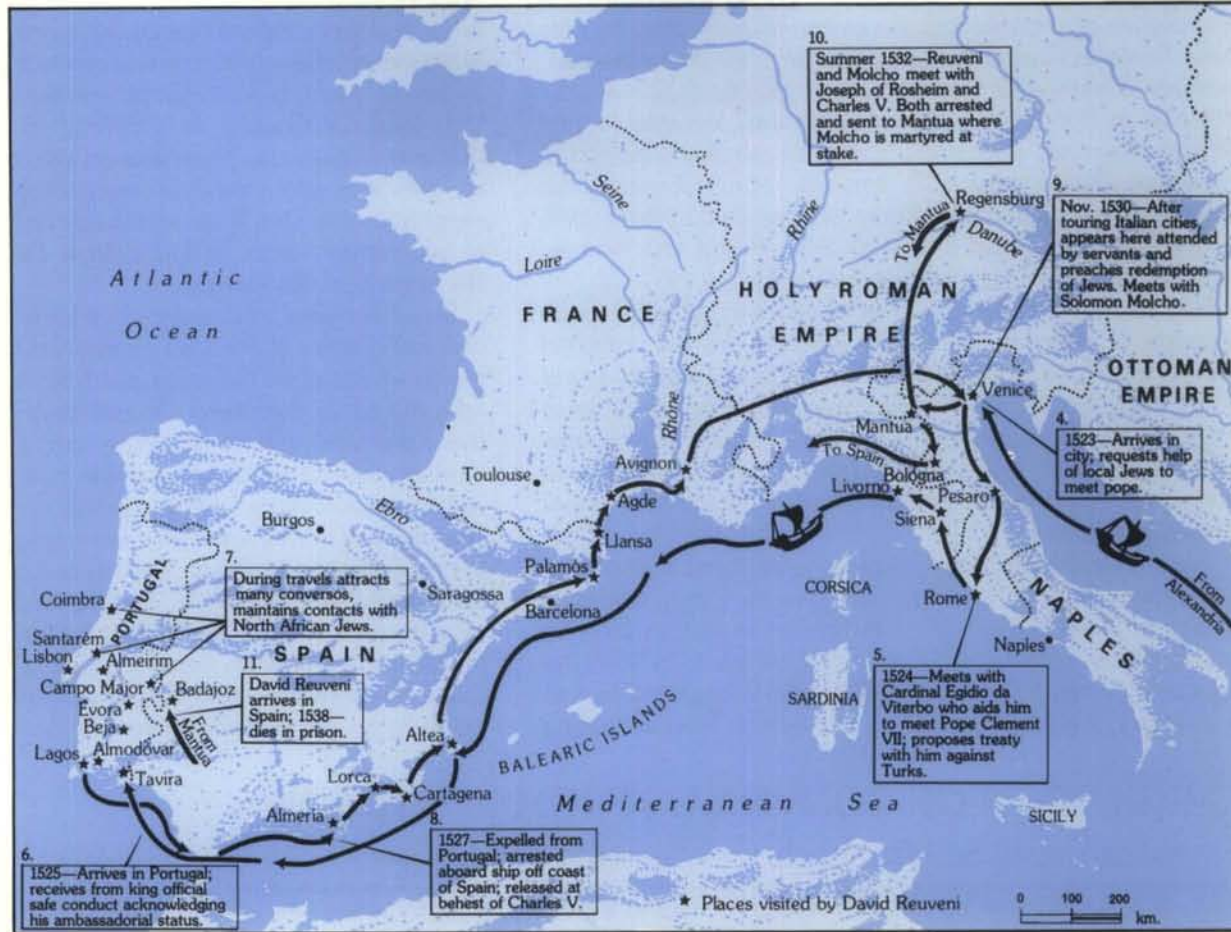 10.
Summer 1532—Reuveni
and Molcho meet with
Joseph of Rosheim and
Charles V. Both arrested
and sent to Mantua where
Molcho is martyred at
stake.
9.
Nov. 1530—After
touring Italian cities,
appears here attended
by servants and
preaches redemption
of Jews. Meets with
Solomon Molcho.
Regensburg
To Mantua
Danube
Seine
Rhine
Loire
Atlantic
Ocean
FRANCE
HOLY ROMAN
EMPIRE
OTTOMAN
EMPIRE
Venice
4.
1523—Arrives in
city; requests help
of local Jews to
meet pope.
Mantua
Rhône
To Spain
Bologna
Avignon
Toulouse
Livorno
Pesaro
Agde
Siena
Burgos
Ebro
Llansa
7.
During travels attracts
many conversos,
maintains contacts with
North African Jews.
Palamós
Saragossa
Barcelona
CORSICA
Rome
NAPLES
From
Alexandria
Coimbra
PORTUGAL
Santarém
Lisbon
Almeirim
SPAIN
Naples
11.
David Reuveni
arrives in
Spain; 1538—
dies in prison.
Campo Major
Badajoz
Évora
Beja
From
Mantua
5.
1524—Meets with
Cardinal Egidio da
Viterbo who aids him
to meet Pope Clement
VII; proposes treaty
with him against
Turks.
SARDINIA
BALEARIC ISLANDS
Altea
Lagos
Almodóvar
Tavira
Lorca
Cartagena
Almeria
Mediterranean Sea
SICILY
8.
1527—Expelled from
Portugal; arrested
aboard ship off coast
of Spain; released at
behest of Charles V.
6.
1525—Arrives in Portugal;
receives from king official
safe conduct acknowledging
his ambassadorial status.
★ Places visited by David Reuveni
0 100 200
km.